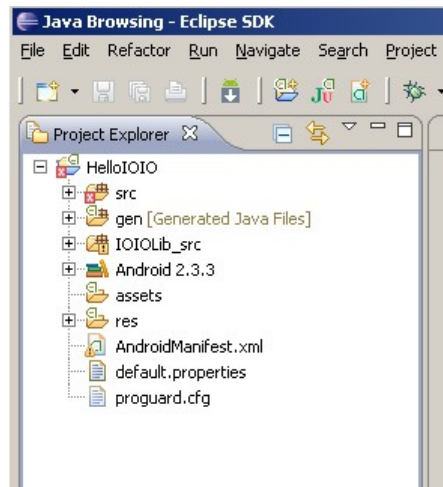 Java Browsing - Eclipse SDK
File Edit Refactor Run Navigate Search Project
Project Explorer
HelloIOIO
src
gen [Generated Java Files]
IOIOLib_src
Android 2.3.3
assets
res
AndroidManifest.xml
default.properties
proguard.cfg